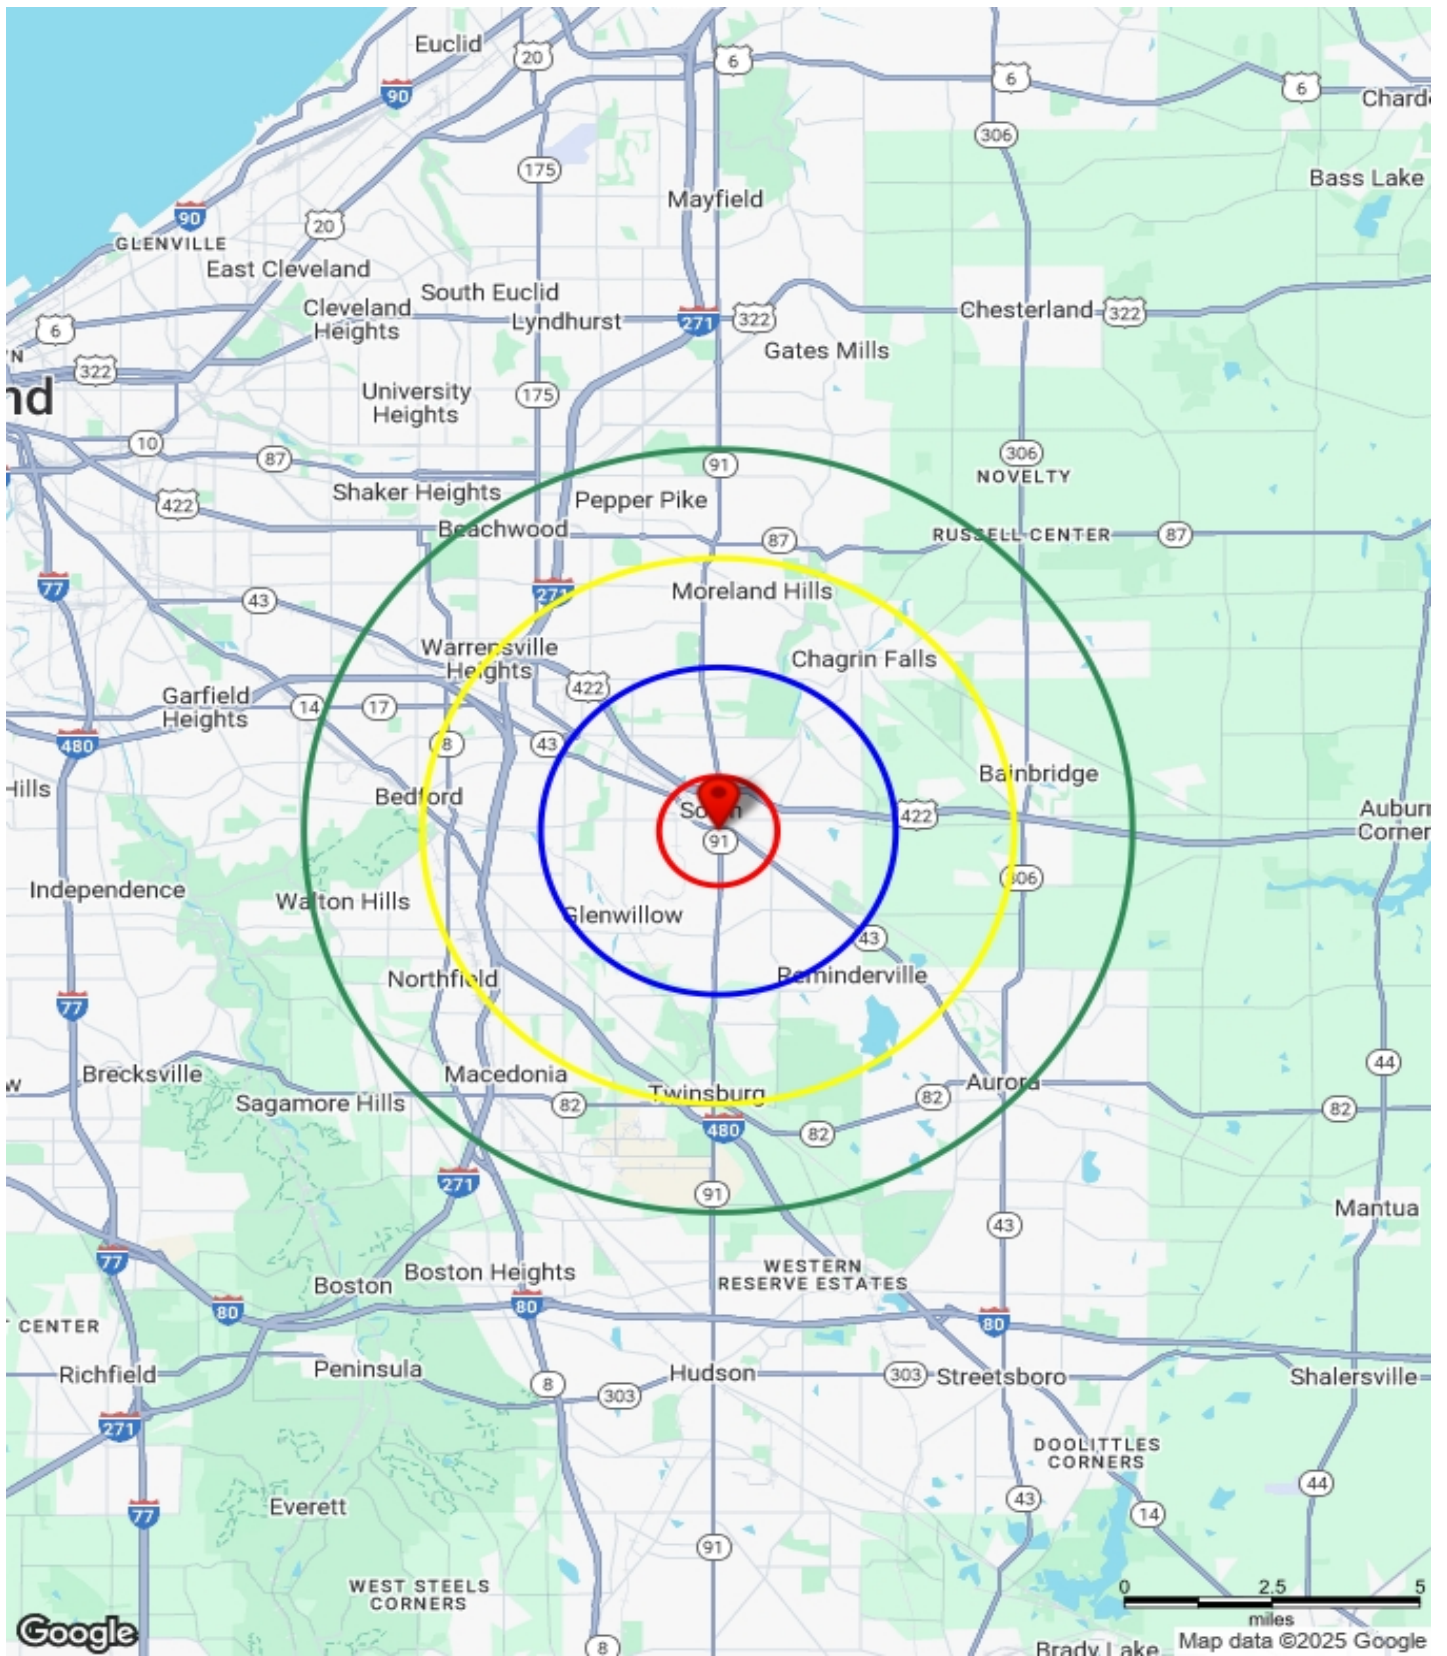 Euclid
20
6
6
6
90
Chard
306
175
Bass Lake
Mayfield
90
20
GLENVILLE
East Cleveland
South Euclid
Cleveland
Heights
Chesterland
322
Lyndhurst
271
322
6
Gates Mills
322
University
Heights
175
nd
10
87
91
306
NOVELTY
Shaker Heights
Pepper Pike
422
Beachwood
87
RUSSELL CENTER
87
77
271
Moreland Hills
43
Warrensville
Heights
Chagrin Falls
422
Garfield
Heights
14
17
480
8
43
Bainbridge
Hills
Bedford
422
Auburn
Corner
91
306
Independence
Walton Hills
Glenwillow
43
Northfield
Reminderville
77
44
Brecksville
Macedonia
Aurora
Twinsburg
Sagamore Hills
82
82
82
480
82
271
91
Mantua
43
77
WESTERN
RESERVE ESTATES
Boston
Boston Heights
80
80
80
T CENTER
Richfield
Peninsula
Hudson
303
Streetsboro
Shalersville
8
303
271
DOOLITTLES
CORNERS
44
43
Everett
77
14
91
WEST STEELS
CORNERS
0 2.5 5
miles
Google
8
Brady Lake
Map data ©2025 Google